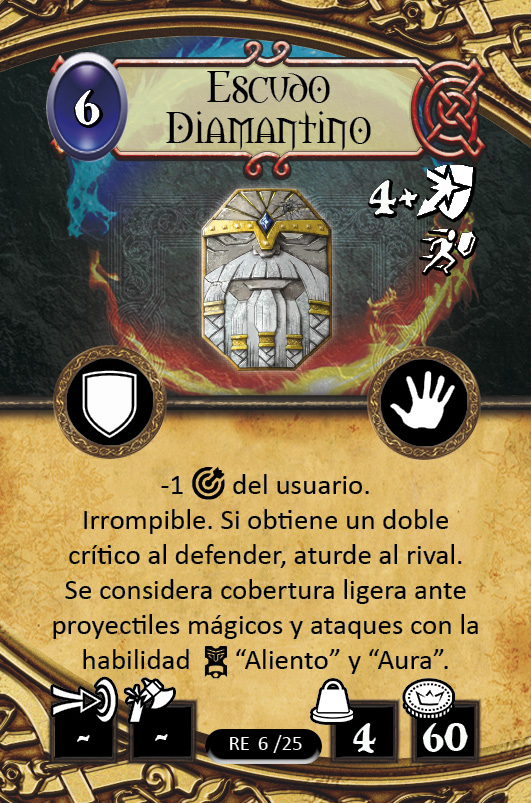 6
Escudo
Diamantino
4+
-1 del usuario.
Irrompible. Si obtiene un doble
crítico al defender, aturde al rival.
Se considera cobertura ligera ante
proyectiles mágicos y ataques con la
habilidad “Aliento” y “Aura”.
~ ~ RE 6 /25 4 60